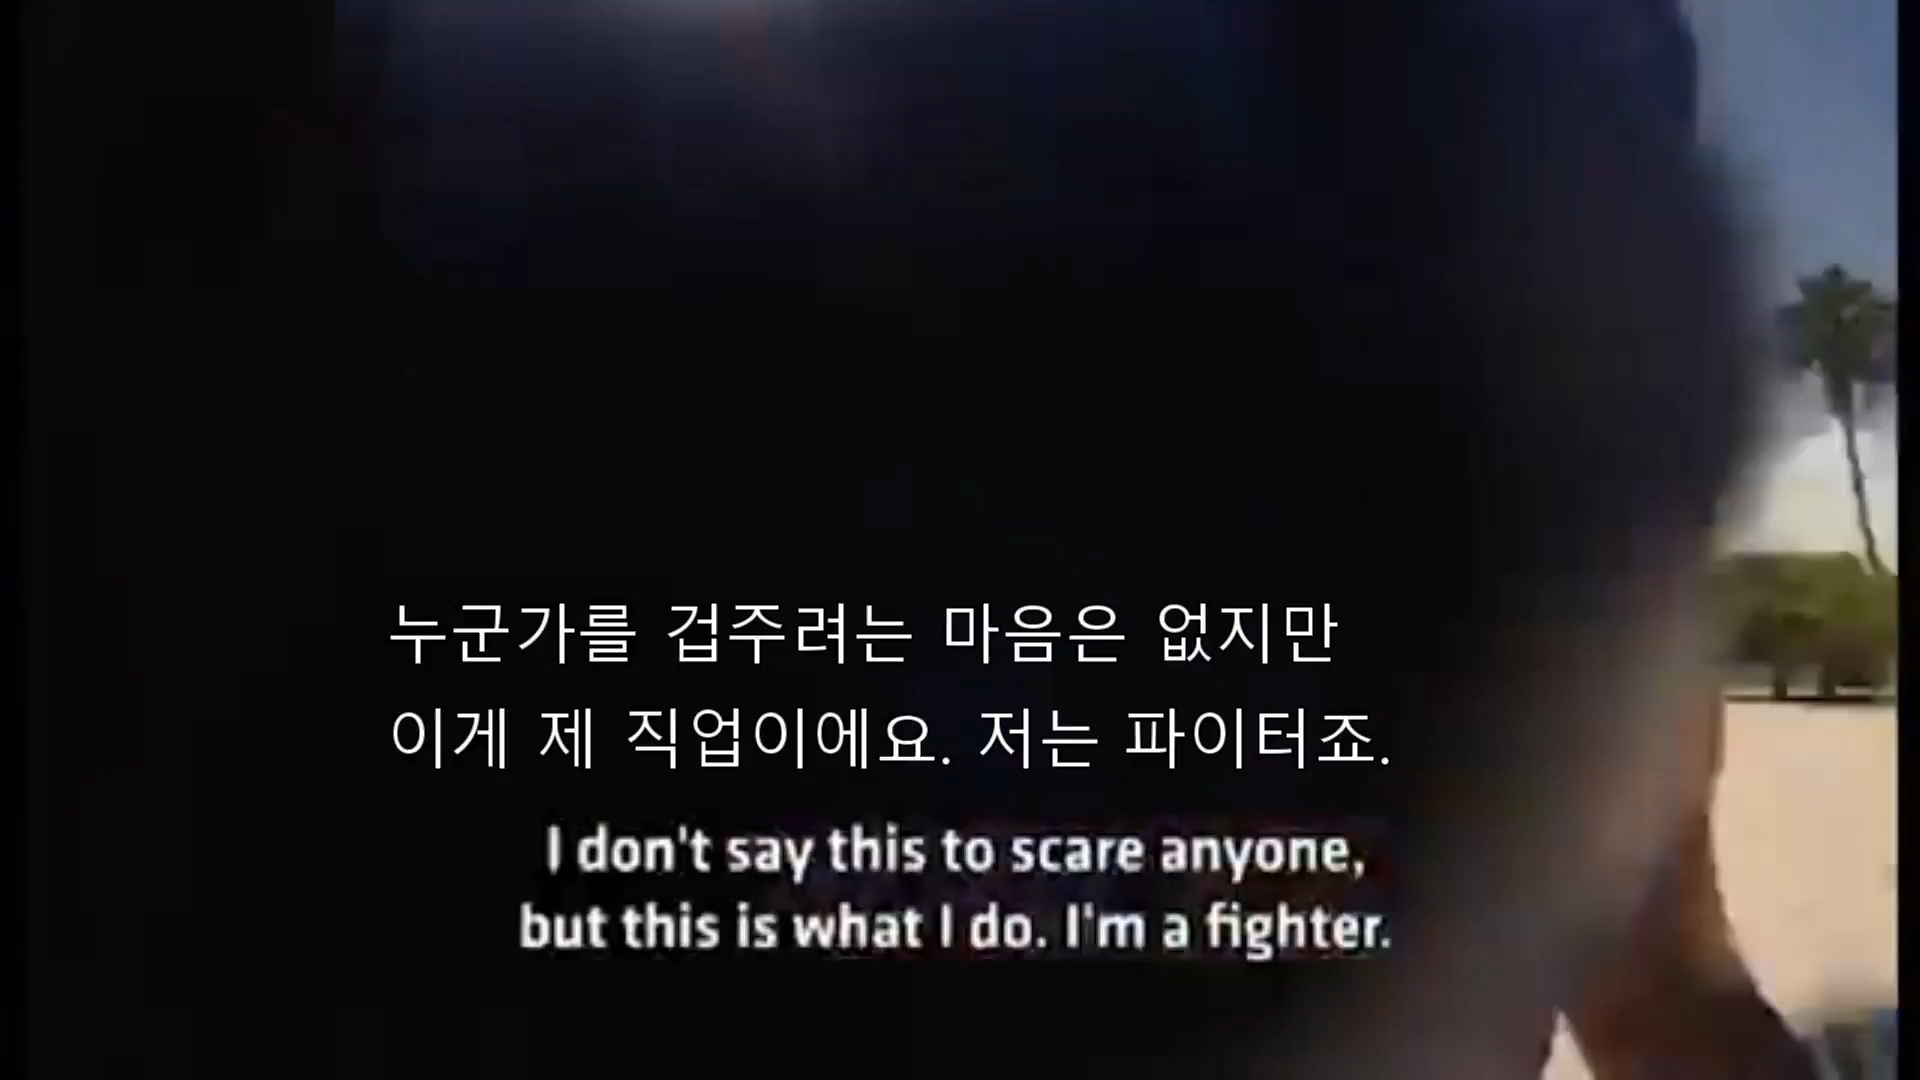 누군가를 겁주려는 마음은 없지만
이게 제 직업이에요. 저는 파이터죠.
I don't say this to scare anyone,
but this is what I do. I'm a fighter.